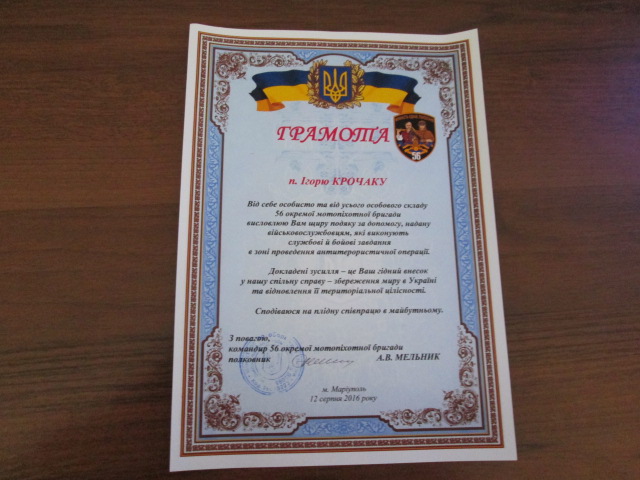 ГРАМОТА
56
п. Ігорю КРОЧАКУ
Від себе особисто та від усього особового складу
56 окремої мотопіхотної бригади
висловлюю Вам щиру подяку за допомогу, надану
військовослужбовцям, які виконують
службові й бойові завдання
в зоні проведення антитерористичної операції.
Докладені зусилля – це Ваш гідний внесок
у нашу спільну справу – збереження миру в Україні
та відновлення її територіальної цілісності.
Сподіваюся на плідну співпрацю в майбутньому.
З повагою,
командир 56 окремої мотопіхотної бригади
полковник А.В. МЕЛЬНИК
м. Маріуполь
12 серпня 2016 року